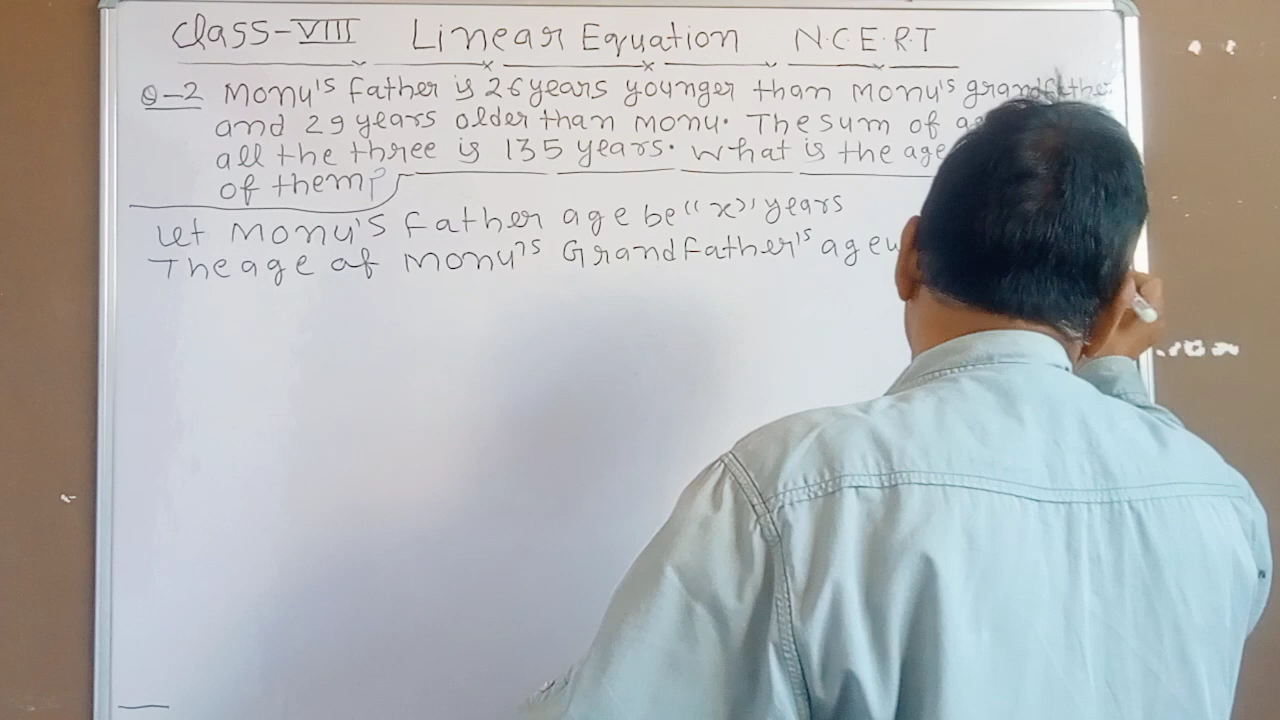 Class-VIII Linear Equation N.C.E.R.T
Q-2 Monu's Father is 26 years younger than Monu's grandfather
and 29 years older than Monu. The sum of
all the three is 135 years. What is the age
of them?
Let Monu's Father age be "x" years
The age of Monu's GrandFather's age